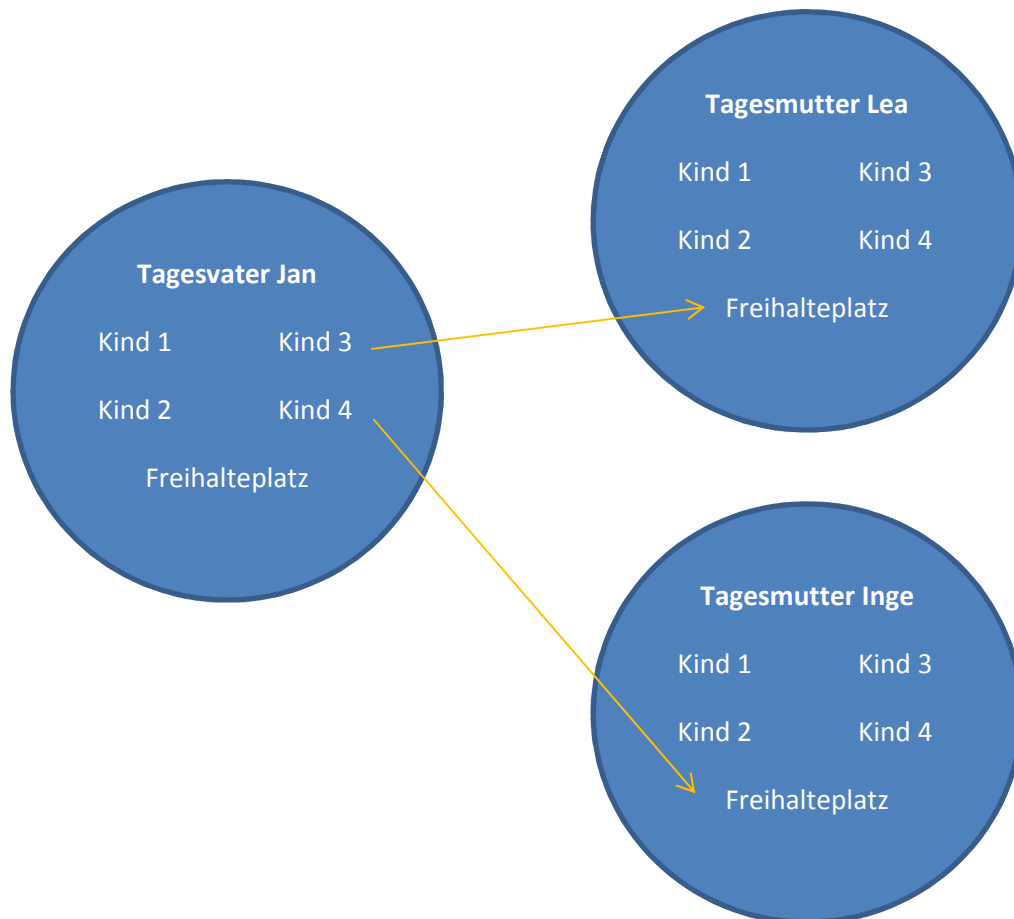 Tagesvater Jan
Kind 1 Kind 3
Kind 2 Kind 4
Freihalteplatz
Tagesmutter Lea
Kind 1 Kind 3
Kind 2 Kind 4
Freihalteplatz
Tagesmutter Inge
Kind 1 Kind 3
Kind 2 Kind 4
Freihalteplatz